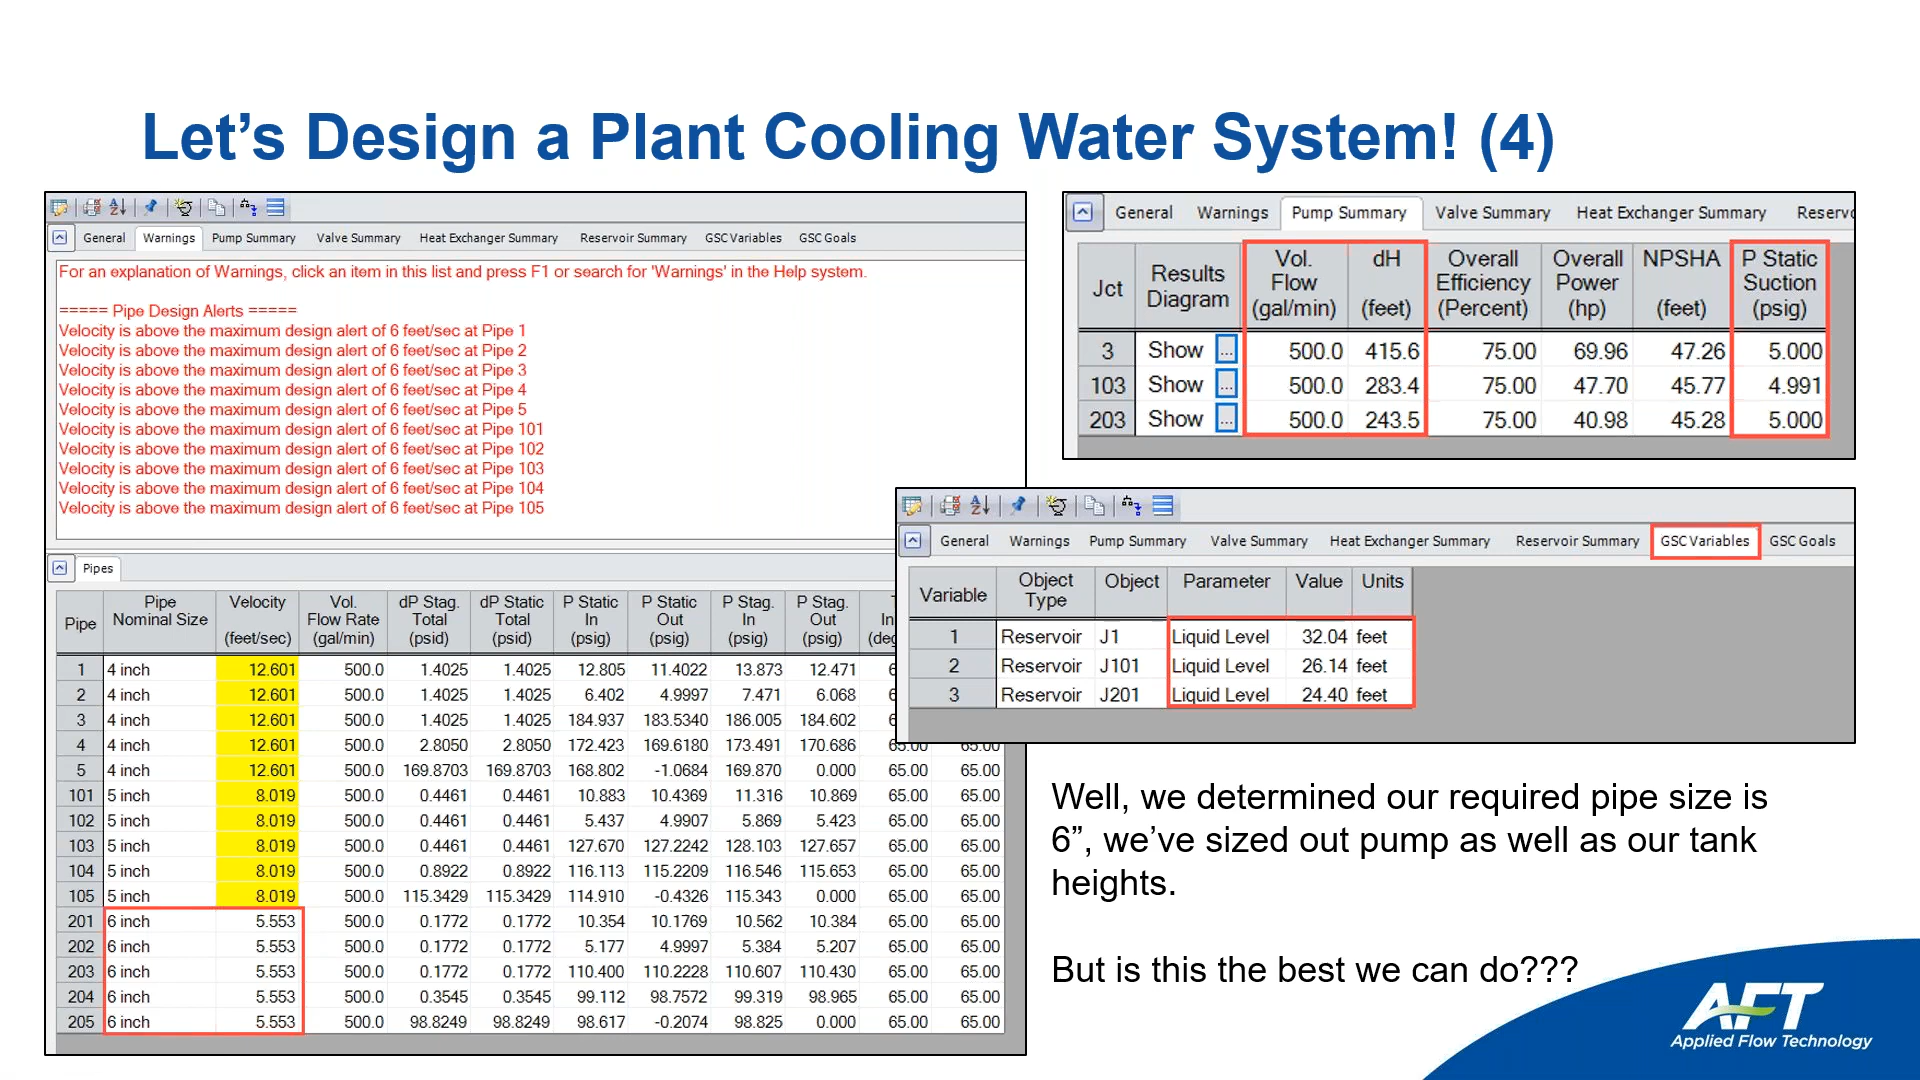 Let’s Design a Plant Cooling Water System! (4)
General Warnings Pump Summary Valve Summary Heat Exchanger Summary Reservoir Summary GSC Variables GSC Goals
For an explanation of Warnings, click an item in this list and press F1 or search for 'Warnings' in the Help system.
===== Pipe Design Alerts =====
Velocity is above the maximum design alert of 6 feet/sec at Pipe 1
Velocity is above the maximum design alert of 6 feet/sec at Pipe 2
Velocity is above the maximum design alert of 6 feet/sec at Pipe 3
Velocity is above the maximum design alert of 6 feet/sec at Pipe 4
Velocity is above the maximum design alert of 6 feet/sec at Pipe 5
Velocity is above the maximum design alert of 6 feet/sec at Pipe 101
Velocity is above the maximum design alert of 6 feet/sec at Pipe 102
Velocity is above the maximum design alert of 6 feet/sec at Pipe 103
Velocity is above the maximum design alert of 6 feet/sec at Pipe 104
Velocity is above the maximum design alert of 6 feet/sec at Pipe 105
Pipes
Pipe Velocity Vol. dP Stag. dP Static P Static P Static P Stag. P Stag.
Pipe Nominal Size Flow Rate Total Total In Out In Out In
(feet/sec) (gal/min) (psid) (psid) (psig) (psig) (psig) (psig) (deg
1 4 inch 12.601 500.0 1.4025 1.4025 12.805 11.4022 13.873 12.471
2 4 inch 12.601 500.0 1.4025 1.4025 6.402 4.9997 7.471 6.068
3 4 inch 12.601 500.0 1.4025 1.4025 184.937 183.5340 186.005 184.602
4 4 inch 12.601 500.0 2.8050 2.8050 172.423 169.6180 173.491 170.686 65.00 65.00
5 4 inch 12.601 500.0 169.8703 169.8703 168.802 -1.0684 169.870 0.000 65.00 65.00
101 5 inch 8.019 500.0 0.4461 0.4461 10.883 10.4369 11.316 10.869 65.00 65.00
102 5 inch 8.019 500.0 0.4461 0.4461 5.437 4.9907 5.869 5.423 65.00 65.00
103 5 inch 8.019 500.0 0.4461 0.4461 127.670 127.2242 128.103 127.657 65.00 65.00
104 5 inch 8.019 500.0 0.8922 0.8922 116.113 115.2209 116.546 115.653 65.00 65.00
105 5 inch 8.019 500.0 115.3429 115.3429 114.910 -0.4326 115.343 0.000 65.00 65.00
201 6 inch 5.553 500.0 0.1772 0.1772 10.354 10.1769 10.562 10.384 65.00 65.00
202 6 inch 5.553 500.0 0.1772 0.1772 5.177 4.9997 5.384 5.207 65.00 65.00
203 6 inch 5.553 500.0 0.1772 0.1772 110.400 110.2228 110.607 110.430 65.00 65.00
204 6 inch 5.553 500.0 0.3545 0.3545 99.112 98.7572 99.319 98.965 65.00 65.00
205 6 inch 5.553 500.0 98.8249 98.8249 98.617 -0.2074 98.825 0.000 65.00 65.00
General Warnings Pump Summary Valve Summary Heat Exchanger Summary Reserv
Vol. dH Overall Overall NPSHA P Static
Jct Results Diagram Flow Efficiency Power Suction
(gal/min) (feet) (Percent) (hp) (feet) (psig)
3 Show ... 500.0 415.6 75.00 69.96 47.26 5.000
103 Show ... 500.0 283.4 75.00 47.70 45.77 4.991
203 Show ... 500.0 243.5 75.00 40.98 45.28 5.000
General Warnings Pump Summary Valve Summary Heat Exchanger Summary Reservoir Summary GSC Variables GSC Goals
Variable Object Type Object Parameter Value Units
1 Reservoir J1 Liquid Level 32.04 feet
2 Reservoir J101 Liquid Level 26.14 feet
3 Reservoir J201 Liquid Level 24.40 feet
Well, we determined our required pipe size is
6”, we’ve sized out pump as well as our tank
heights.
But is this the best we can do???
AFT
Applied Flow Technology